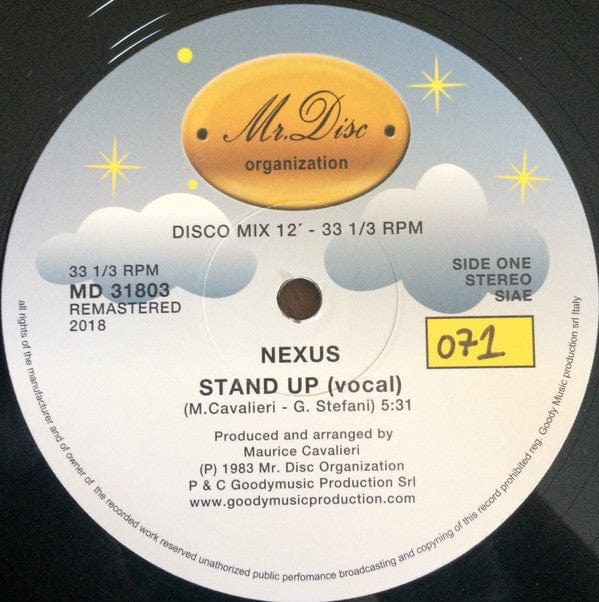 Mr. Disc
organization
DISCO MIX 12´ - 33 1/3 RPM
33 1/3 RPM
MD 31803
REMASTERED
2018
SIDE ONE
STEREO
SIAE
071
NEXUS
STAND UP (vocal)
(M.Cavalieri - G. Stefani) 5:31
Produced and arranged by
Maurice Cavalieri
(P) 1983 Mr. Disc Organization
P & C Goodymusic Production Srl
www.goodymusicproduction.com
all rights of the manufacturer and of owner of the recorded work reserved unathorized public perfomance broadcasting and copyning of this record prohibited reg. Goody Music production srl Italy